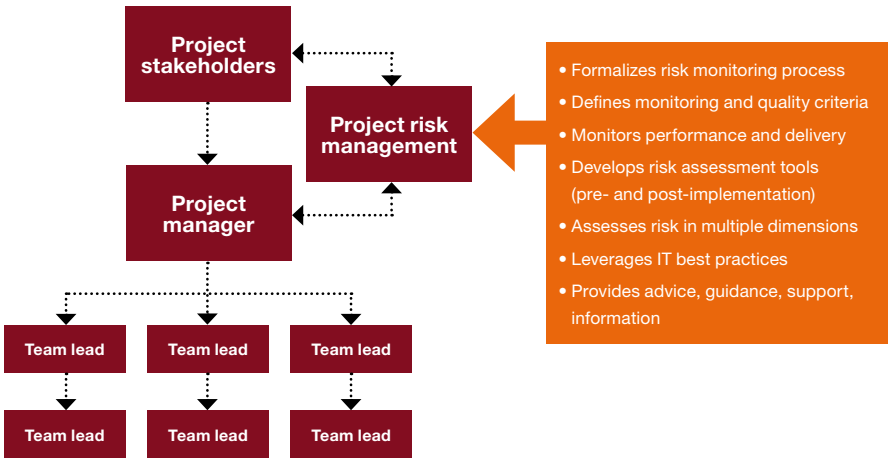 Project
stakeholders
Project risk
management
Project
manager
Team lead
Team lead
Team lead
Team lead
Team lead
Team lead
• Formalizes risk monitoring process
• Defines monitoring and quality criteria
• Monitors performance and delivery
• Develops risk assessment tools
(pre- and post-implementation)
• Assesses risk in multiple dimensions
• Leverages IT best practices
• Provides advice, guidance, support,
information